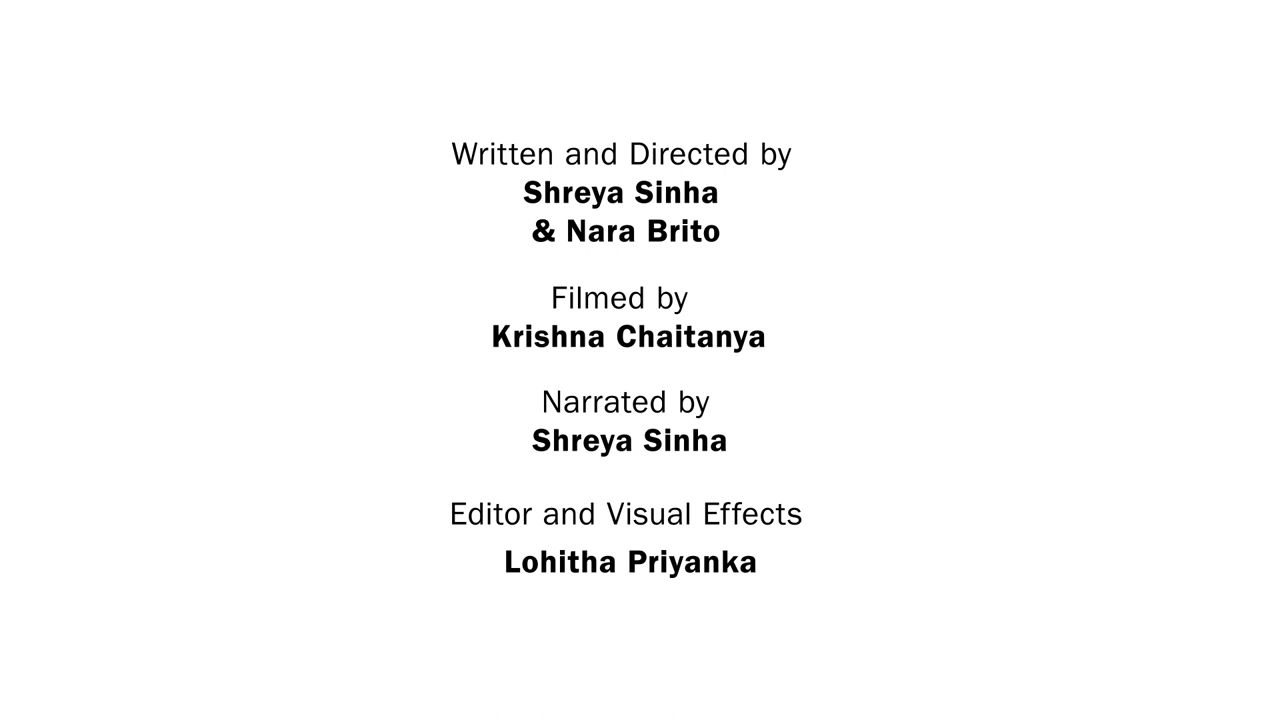 Written and Directed by
Shreya Sinha
& Nara Brito
Filmed by
Krishna Chaitanya
Narrated by
Shreya Sinha
Editor and Visual Effects
Lohitha Priyanka